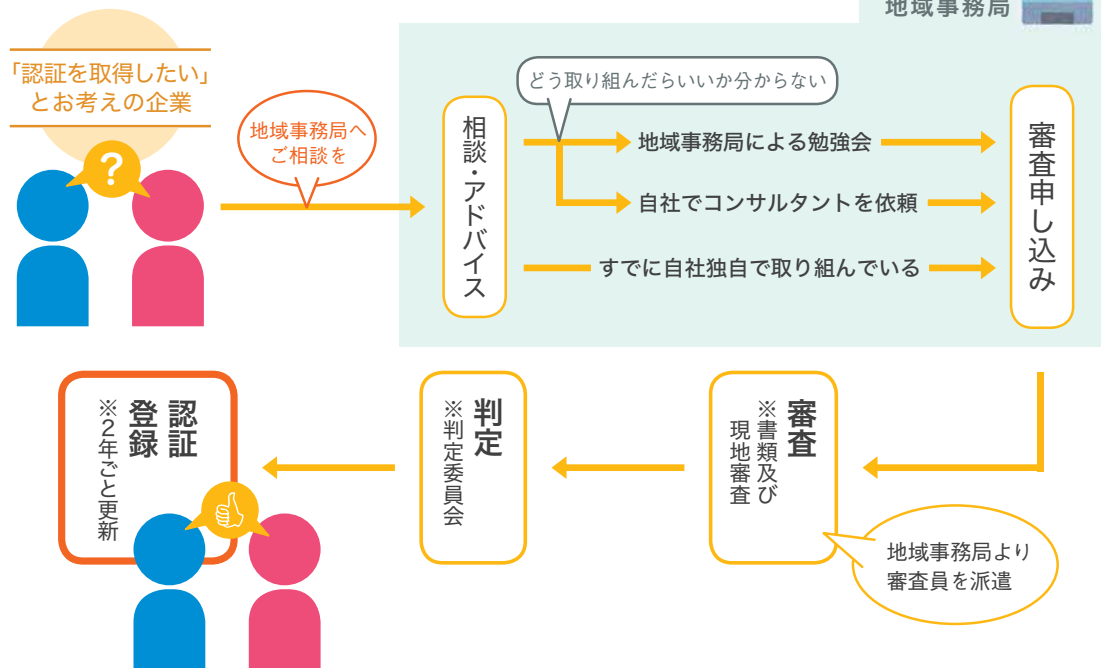 地域事務局
「認証を取得したい」
とお考えの企業
?
地域事務局へ
ご相談を
どう取り組んだらいいか分からない
相談・アドバイス
地域事務局による勉強会
自社でコンサルタントを依頼
すでに自社独自で取り組んでいる
審査申し込み
審査
※書類及び
現地審査
地域事務局より
審査員を派遣
判定
※判定委員会
認証
登録
※2年ごと更新